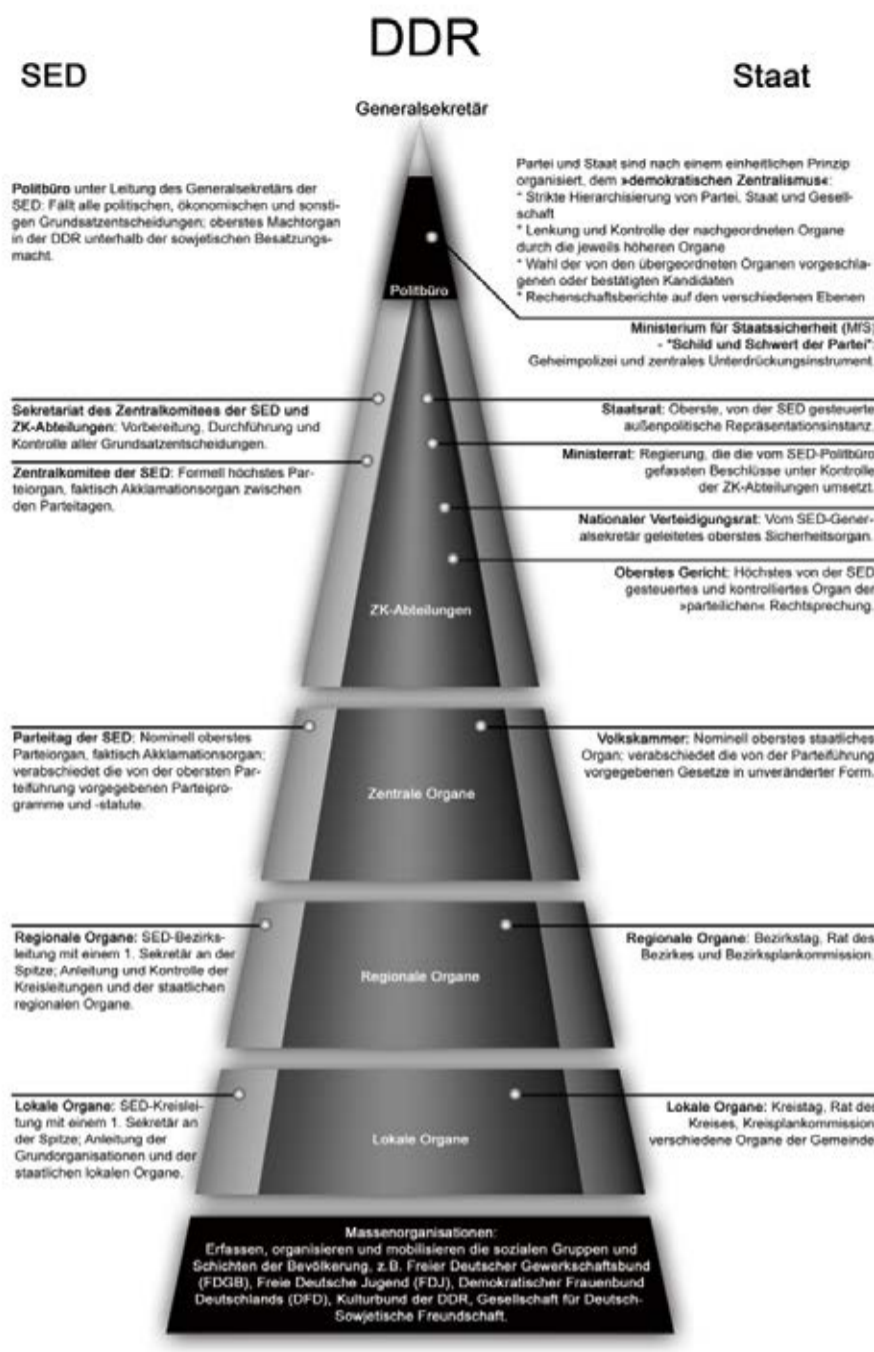 DDR
SED
Staat
Generalsekretär
Politbüro unter Leitung des Generalsekretärs der
SED: Fällt alle politischen, ökonomischen und sonsti-
gen Grundsatzentscheidungen; oberstes Machtorgan
in der DDR unterhalb der sowjetischen Besatzungs-
macht.
Partei und Staat sind nach einem einheitlichen Prinzip
organisiert, dem »demokratischen Zentralismus«:
* Strikte Hierarchisierung von Partei, Staat und Gesell-
schaft
* Lenkung und Kontrolle der nachgeordneten Organe
durch die jeweils höheren Organe
* Wahl der von den übergeordneten Organen vorgeschla-
genen oder bestätigten Kandidaten
* Rechenschaftsberichte auf den verschiedenen Ebenen
Politbüro
Ministerium für Staatssicherheit (MfS)
- "Schild und Schwert der Partei":
Geheimpolizei und zentrales Unterdrückungsinstrument.
Sekretariat des Zentralkomitees der SED und
ZK-Abteilungen: Vorbereitung, Durchführung und
Kontrolle aller Grundsatzentscheidungen.
Zentralkomitee der SED: Formell höchstes Par-
teiorgan, faktisch Akklamationsorgan zwischen
den Parteitagen.
Staatsrat: Oberste, von der SED gesteuerte
außenpolitische Repräsentationsinstanz.
Ministerrat: Regierung, die die vom SED-Politbüro
gefassten Beschlüsse unter Kontrolle
der ZK-Abteilungen umsetzt.
Nationaler Verteidigungsrat: Vom SED-Gener-
alsekretär geleitetes oberstes Sicherheitsorgan.
Oberstes Gericht: Höchstes von der SED
gesteuertes und kontrolliertes Organ der
»parteilichen« Rechtsprechung.
ZK-Abteilungen
Parteitag der SED: Nominell oberstes
Parteiorgan, faktisch Akklamationsorgan;
verabschiedet die von der obersten Par-
teiführung vorgegebenen Parteipro-
gramme und -statute.
Volkskammer: Nominell oberstes staatliches
Organ; verabschiedet die von der Parteiführung
vorgegebenen Gesetze in unveränderter Form.
Zentrale Organe
Regionale Organe: SED-Bezirks-
leitung mit einem 1. Sekretär an der
Spitze; Anleitung und Kontrolle der
Kreisleitungen und der staatlichen
regionalen Organe.
Regionale Organe: Bezirkstag, Rat des
Bezirkes und Bezirksplankommission.
Regionale Organe
Lokale Organe: SED-Kreislei-
tung mit einem 1. Sekretär an
der Spitze; Anleitung der
Grundorganisationen und der
staatlichen lokalen Organe.
Lokale Organe: Kreistag, Rat des
Kreises, Kreisplankommission
verschiedene Organe der Gemeinde
Lokale Organe
Massenorganisationen:
Erfassen, organisieren und mobilisieren die sozialen Gruppen und
Schichten der Bevölkerung, z.B. Freier Deutscher Gewerkschaftsbund
(FDGB), Freie Deutsche Jugend (FDJ), Demokratischer Frauenbund
Deutschlands (DFD), Kulturbund der DDR, Gesellschaft für Deutsch-
Sowjetische Freundschaft.